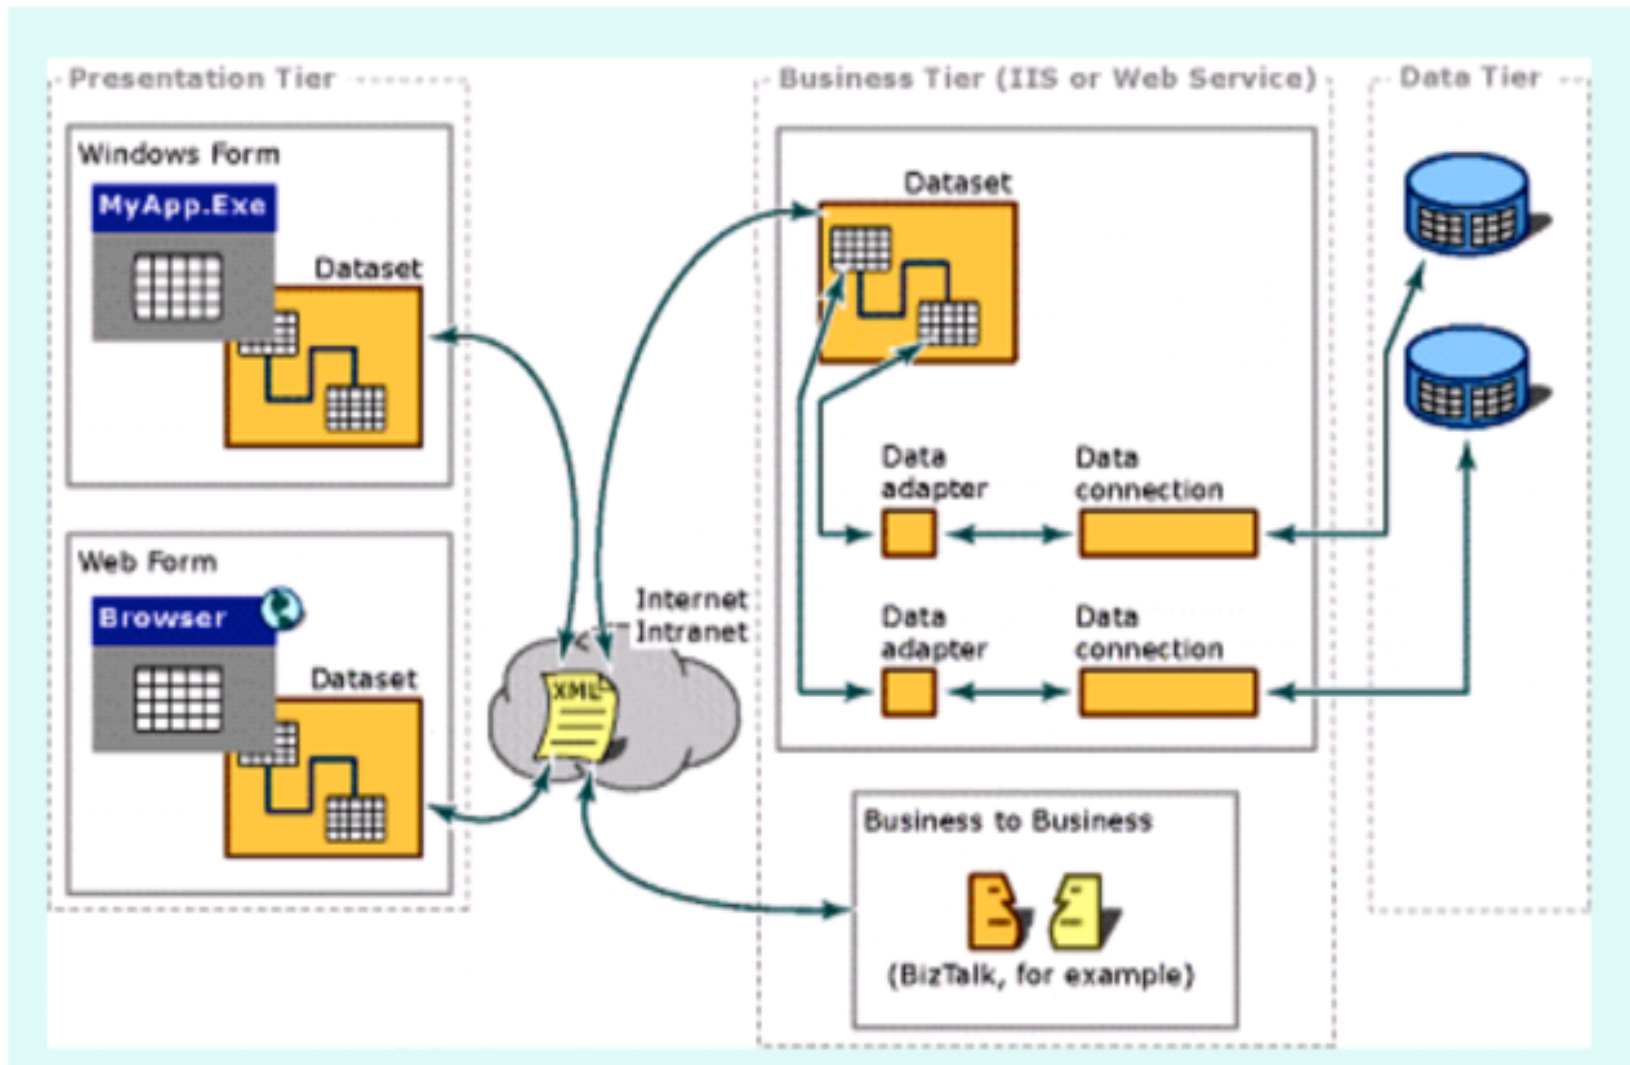 Presentation Tier
Windows Form
MyApp.Exe
Dataset
Web Form
Browser
Dataset
Internet
Intranet
XML
Business Tier (IIS or Web Service)
Dataset
Data
adapter
Data
connection
Data
adapter
Data
connection
Business to Business
(BizTalk, for example)
Data Tier